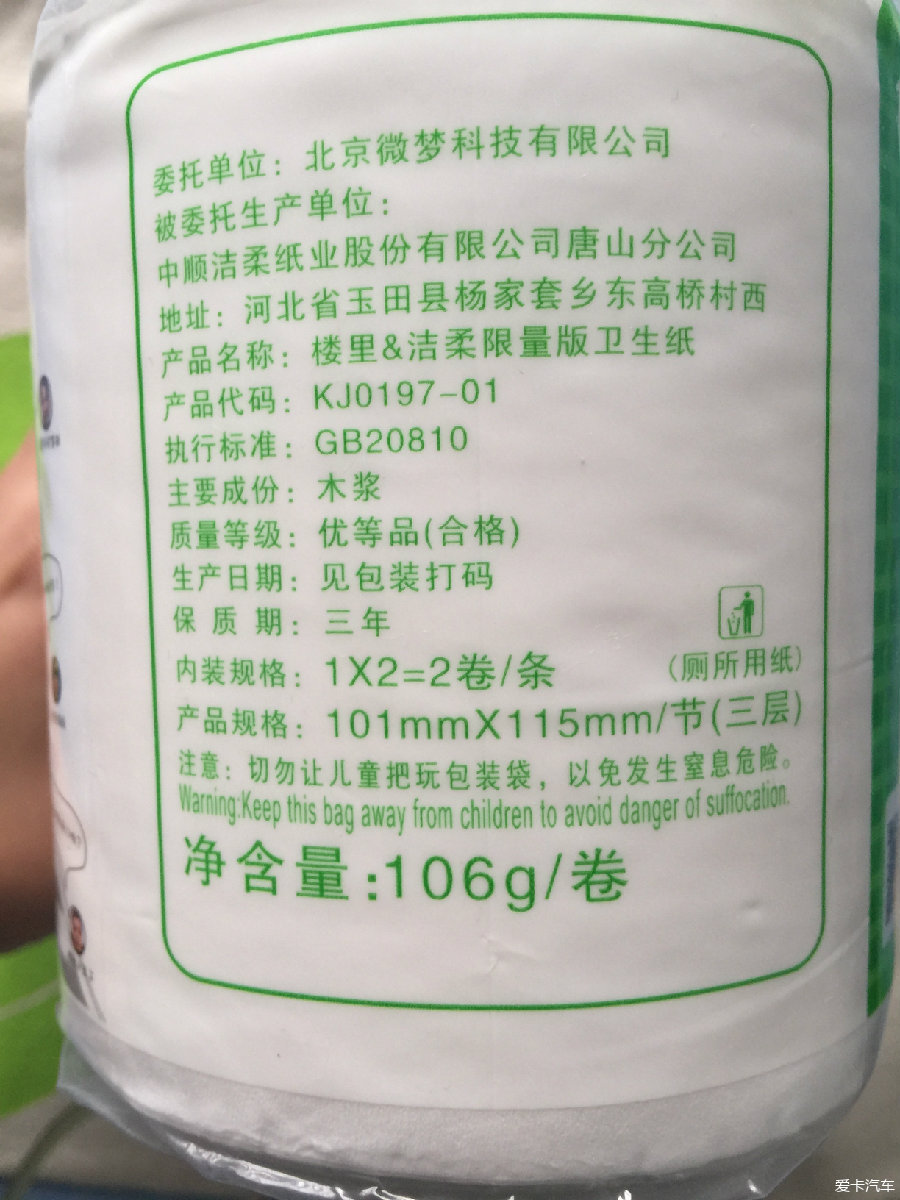 委托单位：北京微梦科技有限公司
被委托生产单位：
中顺洁柔纸业股份有限公司唐山分公司
地址：河北省玉田县杨家套乡东高桥村西
产品名称：楼里&洁柔限量版卫生纸
产品代码：KJ0197-01
执行标准：GB20810
主要成份：木浆
质量等级：优等品(合格)
生产日期：见包装打码
保质期：三年
内装规格：1X2=2卷/条
（厕所用纸）
产品规格：101mmX115mm/节(三层)
注意：切勿让儿童把玩包装袋，以免发生窒息危险。
Warning:Keep this bag away from children to avoid danger of suffocation.
净含量:106g/卷
爱卡汽车